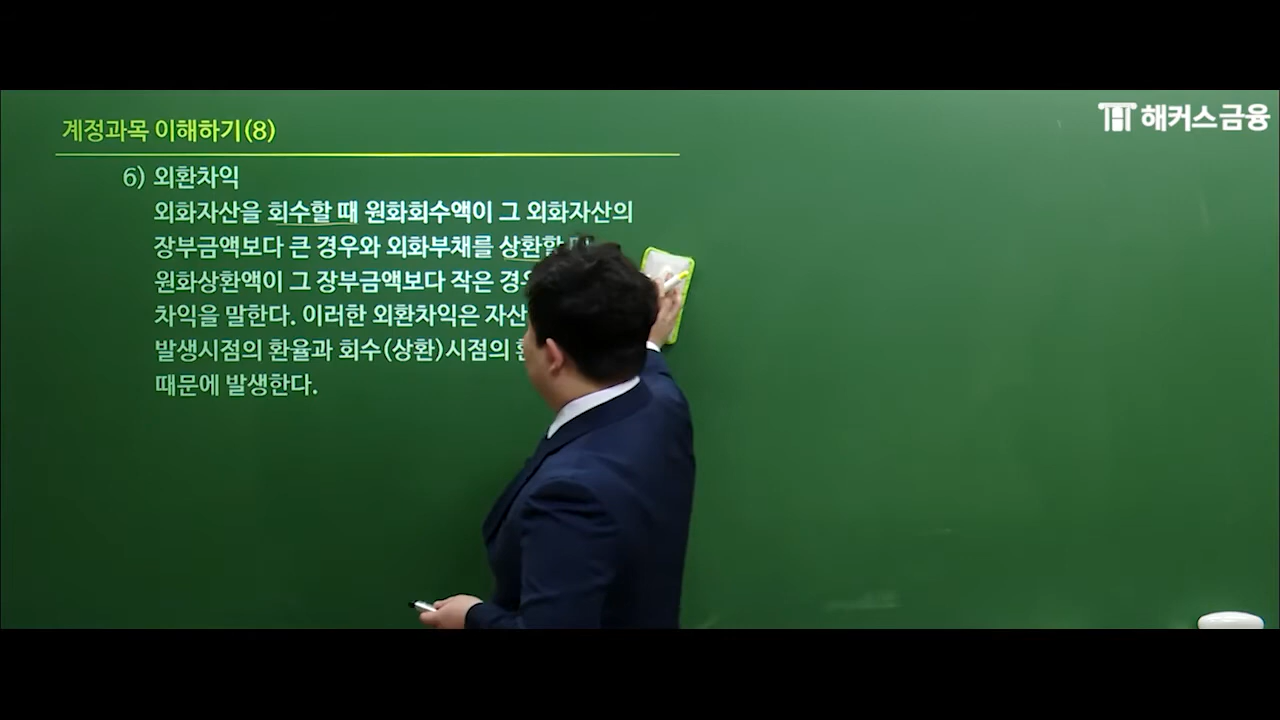 계정과목 이해하기(8)
해커스금융
6) 외환차익
외화자산을 회수할 때 원화회수액이 그 외화자산의
장부금액보다 큰 경우와 외화부채를 상환할
원화상환액이 그 장부금액보다 작은
차익을 말한다. 이러한 외환차익은
발생시점의 환율과 회수(상환)시점의
때문에 발생한다.